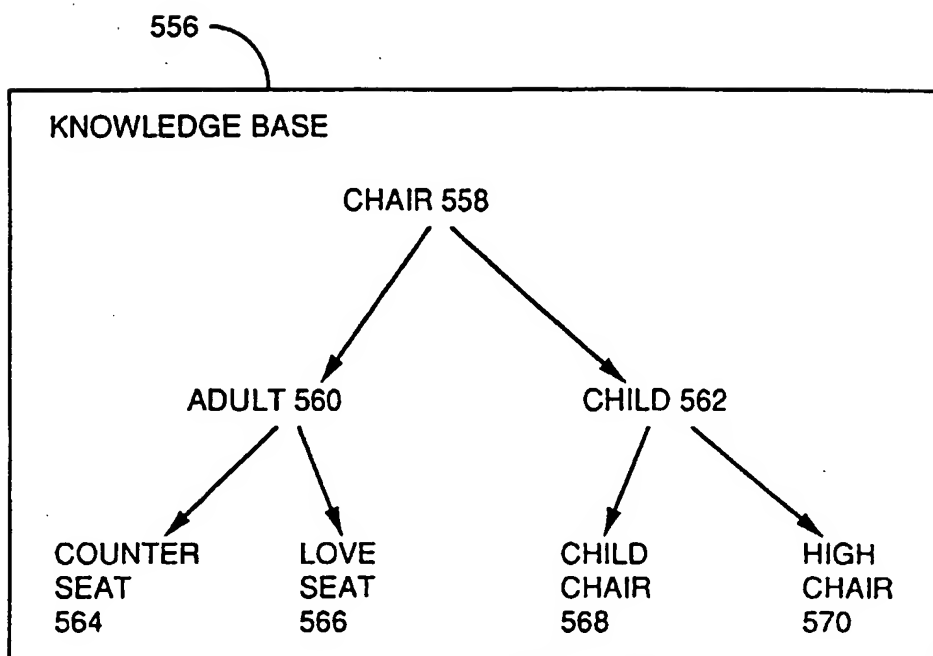 556
KNOWLEDGE BASE
CHAIR 558
ADULT 560
CHILD 562
COUNTER
SEAT
564
LOVE
SEAT
566
CHILD
CHAIR
568
HIGH
CHAIR
570